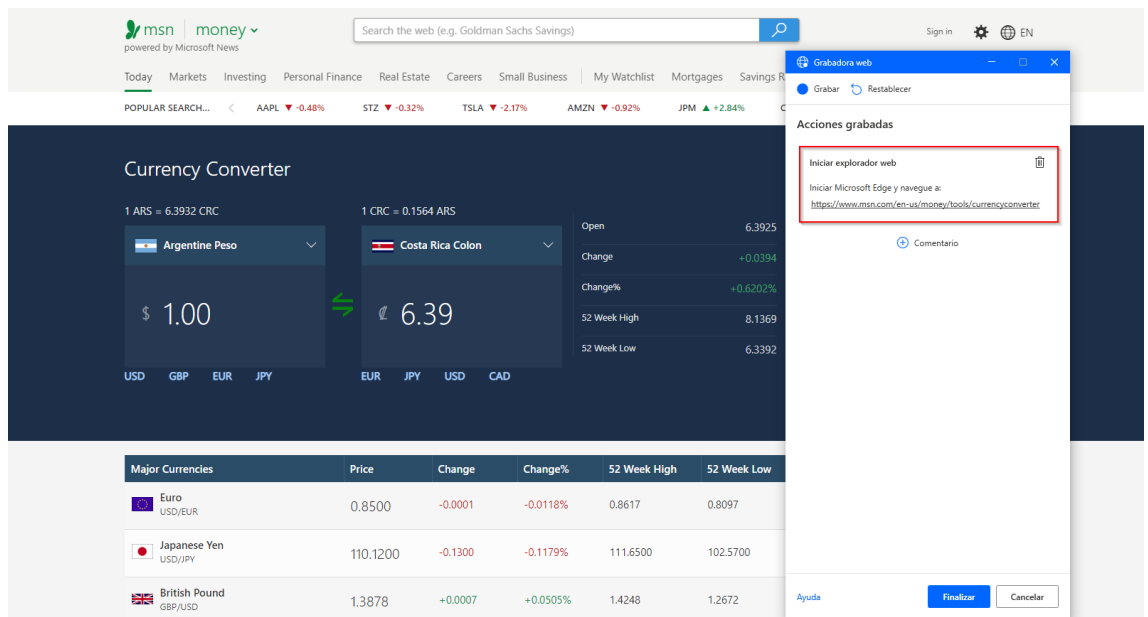 msn money
powered by Microsoft News
Search the web (e.g. Goldman Sachs Savings)
Sign in EN
Today Markets Investing Personal Finance Real Estate Careers Small Business My Watchlist Mortgages Savings R
POPULAR SEARCH... AAPL ▼ -0.48% STZ ▼ -0.32% TSLA ▼ -2.17% AMZN ▼ -0.92% JPM ▲ +2.84% C
Currency Converter
1 ARS = 6.3932 CRC
Argentine Peso
$ 1.00
USD GBP EUR JPY
1 CRC = 0.1564 ARS
Costa Rica Colon
₡ 6.39
EUR JPY USD CAD
Open 6.3925
Change +0.0394
Change% +0.6202%
52 Week High 8.1369
52 Week Low 6.3392
Major Currencies Price Change Change% 52 Week High 52 Week Low
Euro
USD/EUR
0.8500 -0.0001 -0.0118% 0.8617 0.8097
Japanese Yen
USD/JPY
110.1200 -0.1300 -0.1179% 111.6500 102.5700
British Pound
GBP/USD
1.3878 +0.0007 +0.0505% 1.4248 1.2672
Grabadora web
Grabar Restablecer
Acciones grabadas
Iniciar explorador web
Iniciar Microsoft Edge y navegue a:
https://www.msn.com/en-us/money/tools/currencyconverter
Comentario
Ayuda Finalizar Cancelar